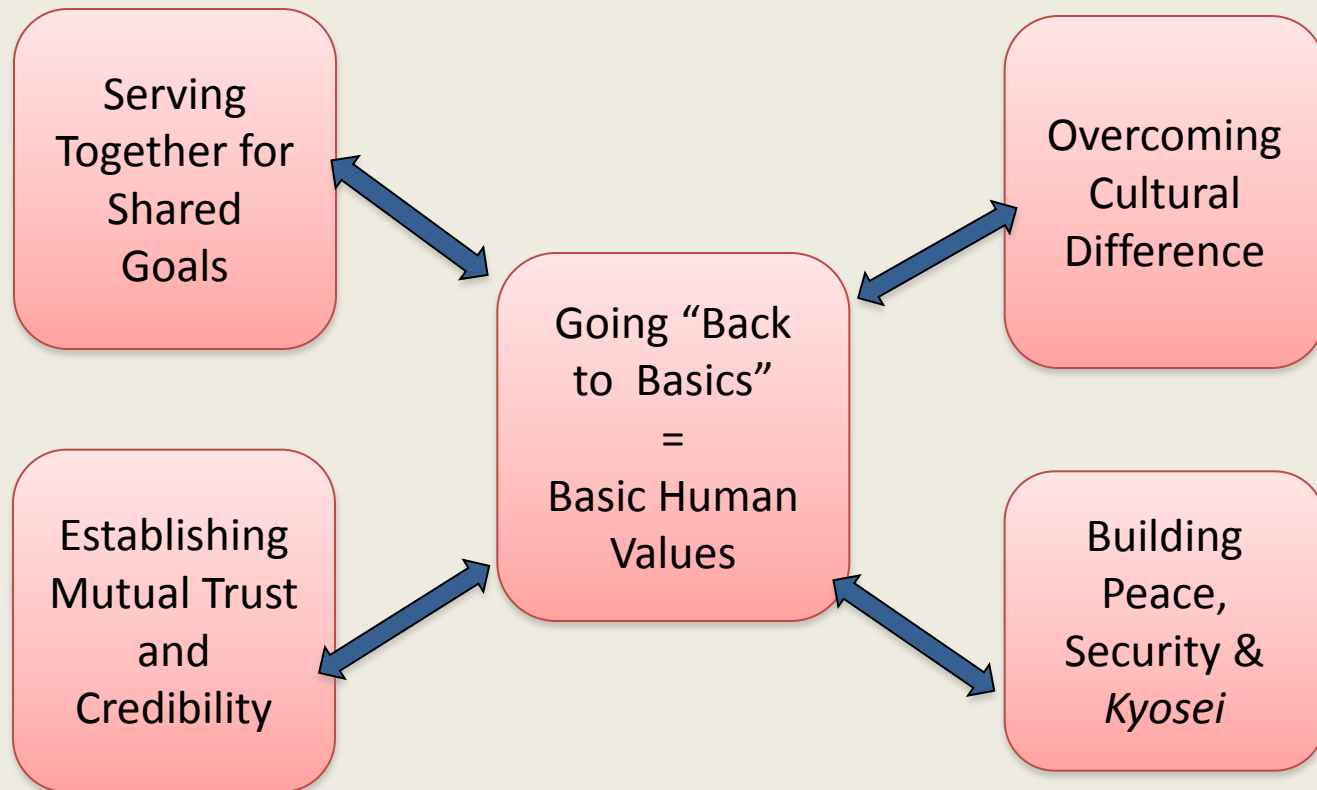 Serving
Together for
Shared
Goals
Overcoming
Cultural
Difference
Going “Back
to  Basics”
=
Basic Human
Values
Establishing
Mutual Trust
and
Credibility
Building
Peace,
Security &
Kyosei